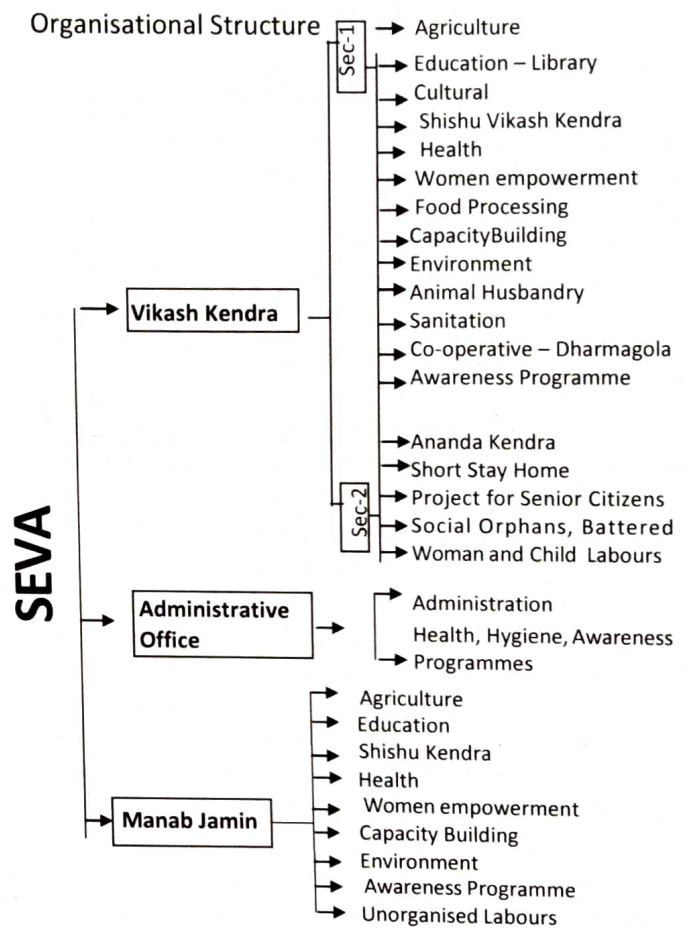 Organisational Structure
Sec-1
Agriculture
Education – Library
Cultural
Shishu Vikash Kendra
Health
Women empowerment
Food Processing
CapacityBuilding
Environment
Animal Husbandry
Sanitation
Co-operative – Dharmagola
Awareness Programme
Vikash Kendra
Sec-2
Ananda Kendra
Short Stay Home
Project for Senior Citizens
Social Orphans, Battered
Woman and Child Labours
SEVA
Administrative
Office
Administration
Health, Hygiene, Awareness
Programmes
Manab Jamin
Agriculture
Education
Shishu Kendra
Health
Women empowerment
Capacity Building
Environment
Awareness Programme
Unorganised Labours